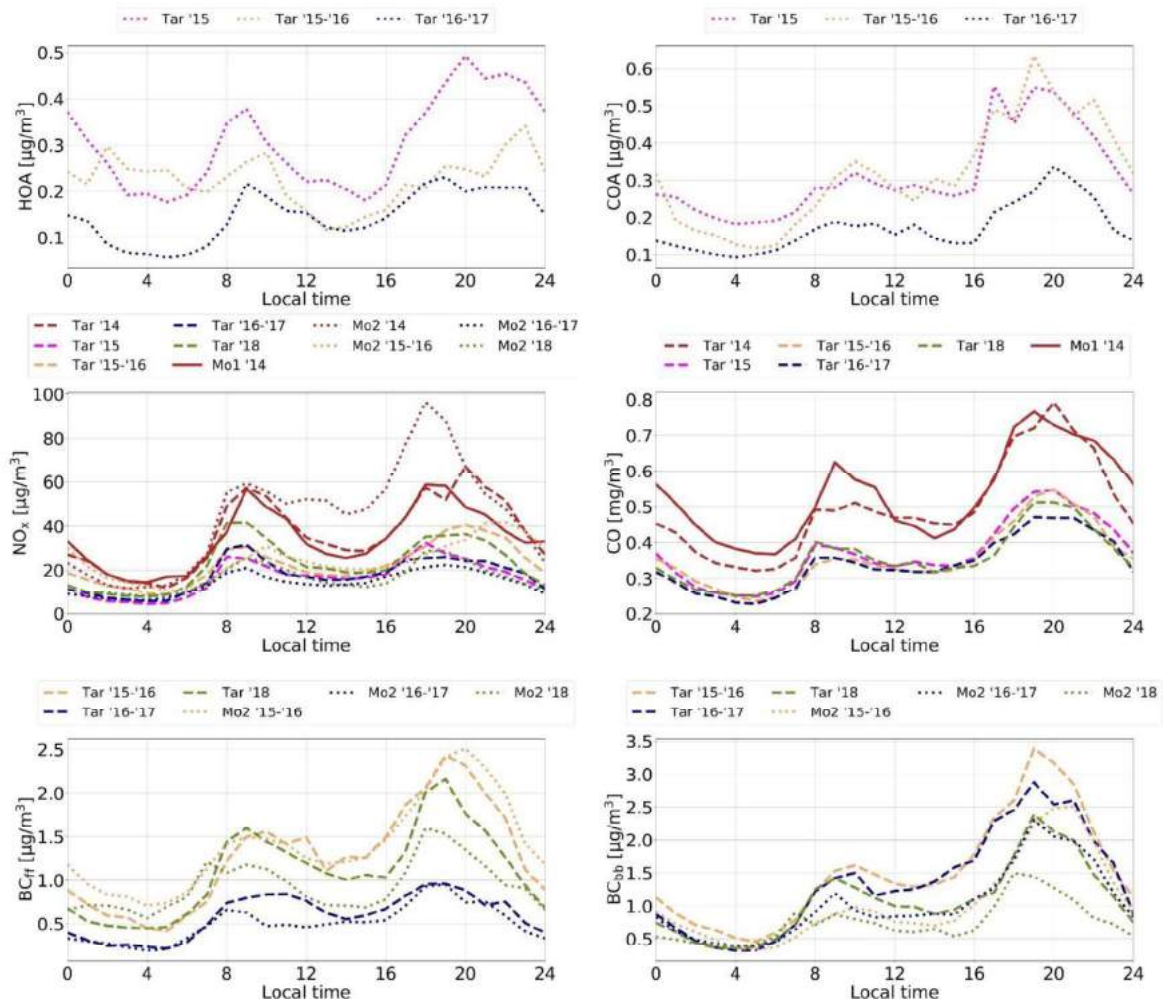 Tar '15 Tar '15-'16 Tar '16-'17
HOA [µg/m³]
0.5
0.4
0.3
0.2
0.1
0 4 8 12 16 20 24
Local time
Tar '15 Tar '15-'16 Tar '16-'17
COA [µg/m³]
0.6
0.5
0.4
0.3
0.2
0.1
0 4 8 12 16 20 24
Local time
Tar '14 Tar '16-'17 Mo2 '14 Mo2 '16-'17
Tar '15 Tar '18 Mo2 '15-'16 Mo2 '18
Tar '15-'16 Mo1 '14
NOₓ [µg/m³]
100
80
60
40
20
0
0 4 8 12 16 20 24
Local time
Tar '14 Tar '15-'16 Tar '18 Mo1 '14
Tar '15 Tar '16-'17
CO [mg/m³]
0.8
0.7
0.6
0.5
0.4
0.3
0.2
0 4 8 12 16 20 24
Local time
Tar '15-'16 Tar '18 Mo2 '16-'17 Mo2 '18
Tar '16-'17 Mo2 '15-'16
BC_ff [µg/m³]
2.5
2.0
1.5
1.0
0.5
0 4 8 12 16 20 24
Local time
Tar '15-'16 Tar '18 Mo2 '16-'17 Mo2 '18
Tar '16-'17 Mo2 '15-'16
BC_bb [µg/m³]
3.5
3.0
2.5
2.0
1.5
1.0
0.5
0 4 8 12 16 20 24
Local time